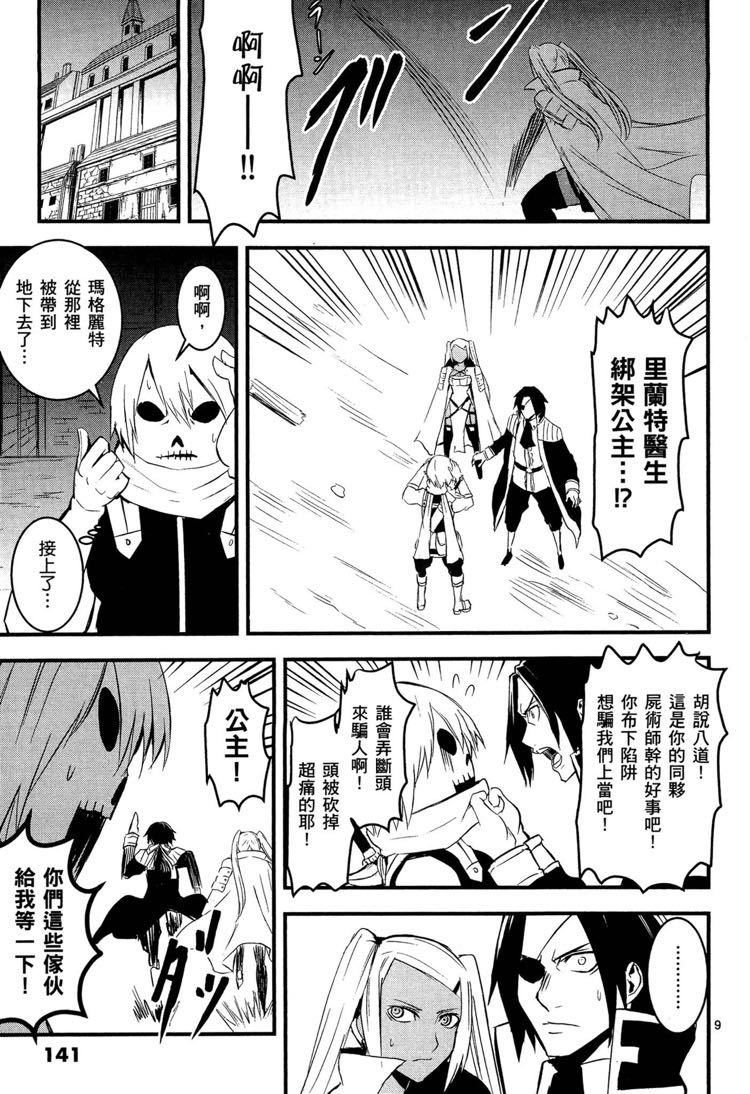 啊啊——!!
里蘭特醫生
綁架公主…!?
啊啊，
瑪格麗特
從那裡
被帶到
地下去了…
接上了…
胡說八道！
這是你的同夥
屍術師幹的好事吧！
你布下陷阱
想騙我們上當吧！
誰會弄斷頭
來騙人啊！
頭被砍掉
超痛的耶！
………
公主！
你們這些傢伙
給我等一下！
ダダッ
9
141